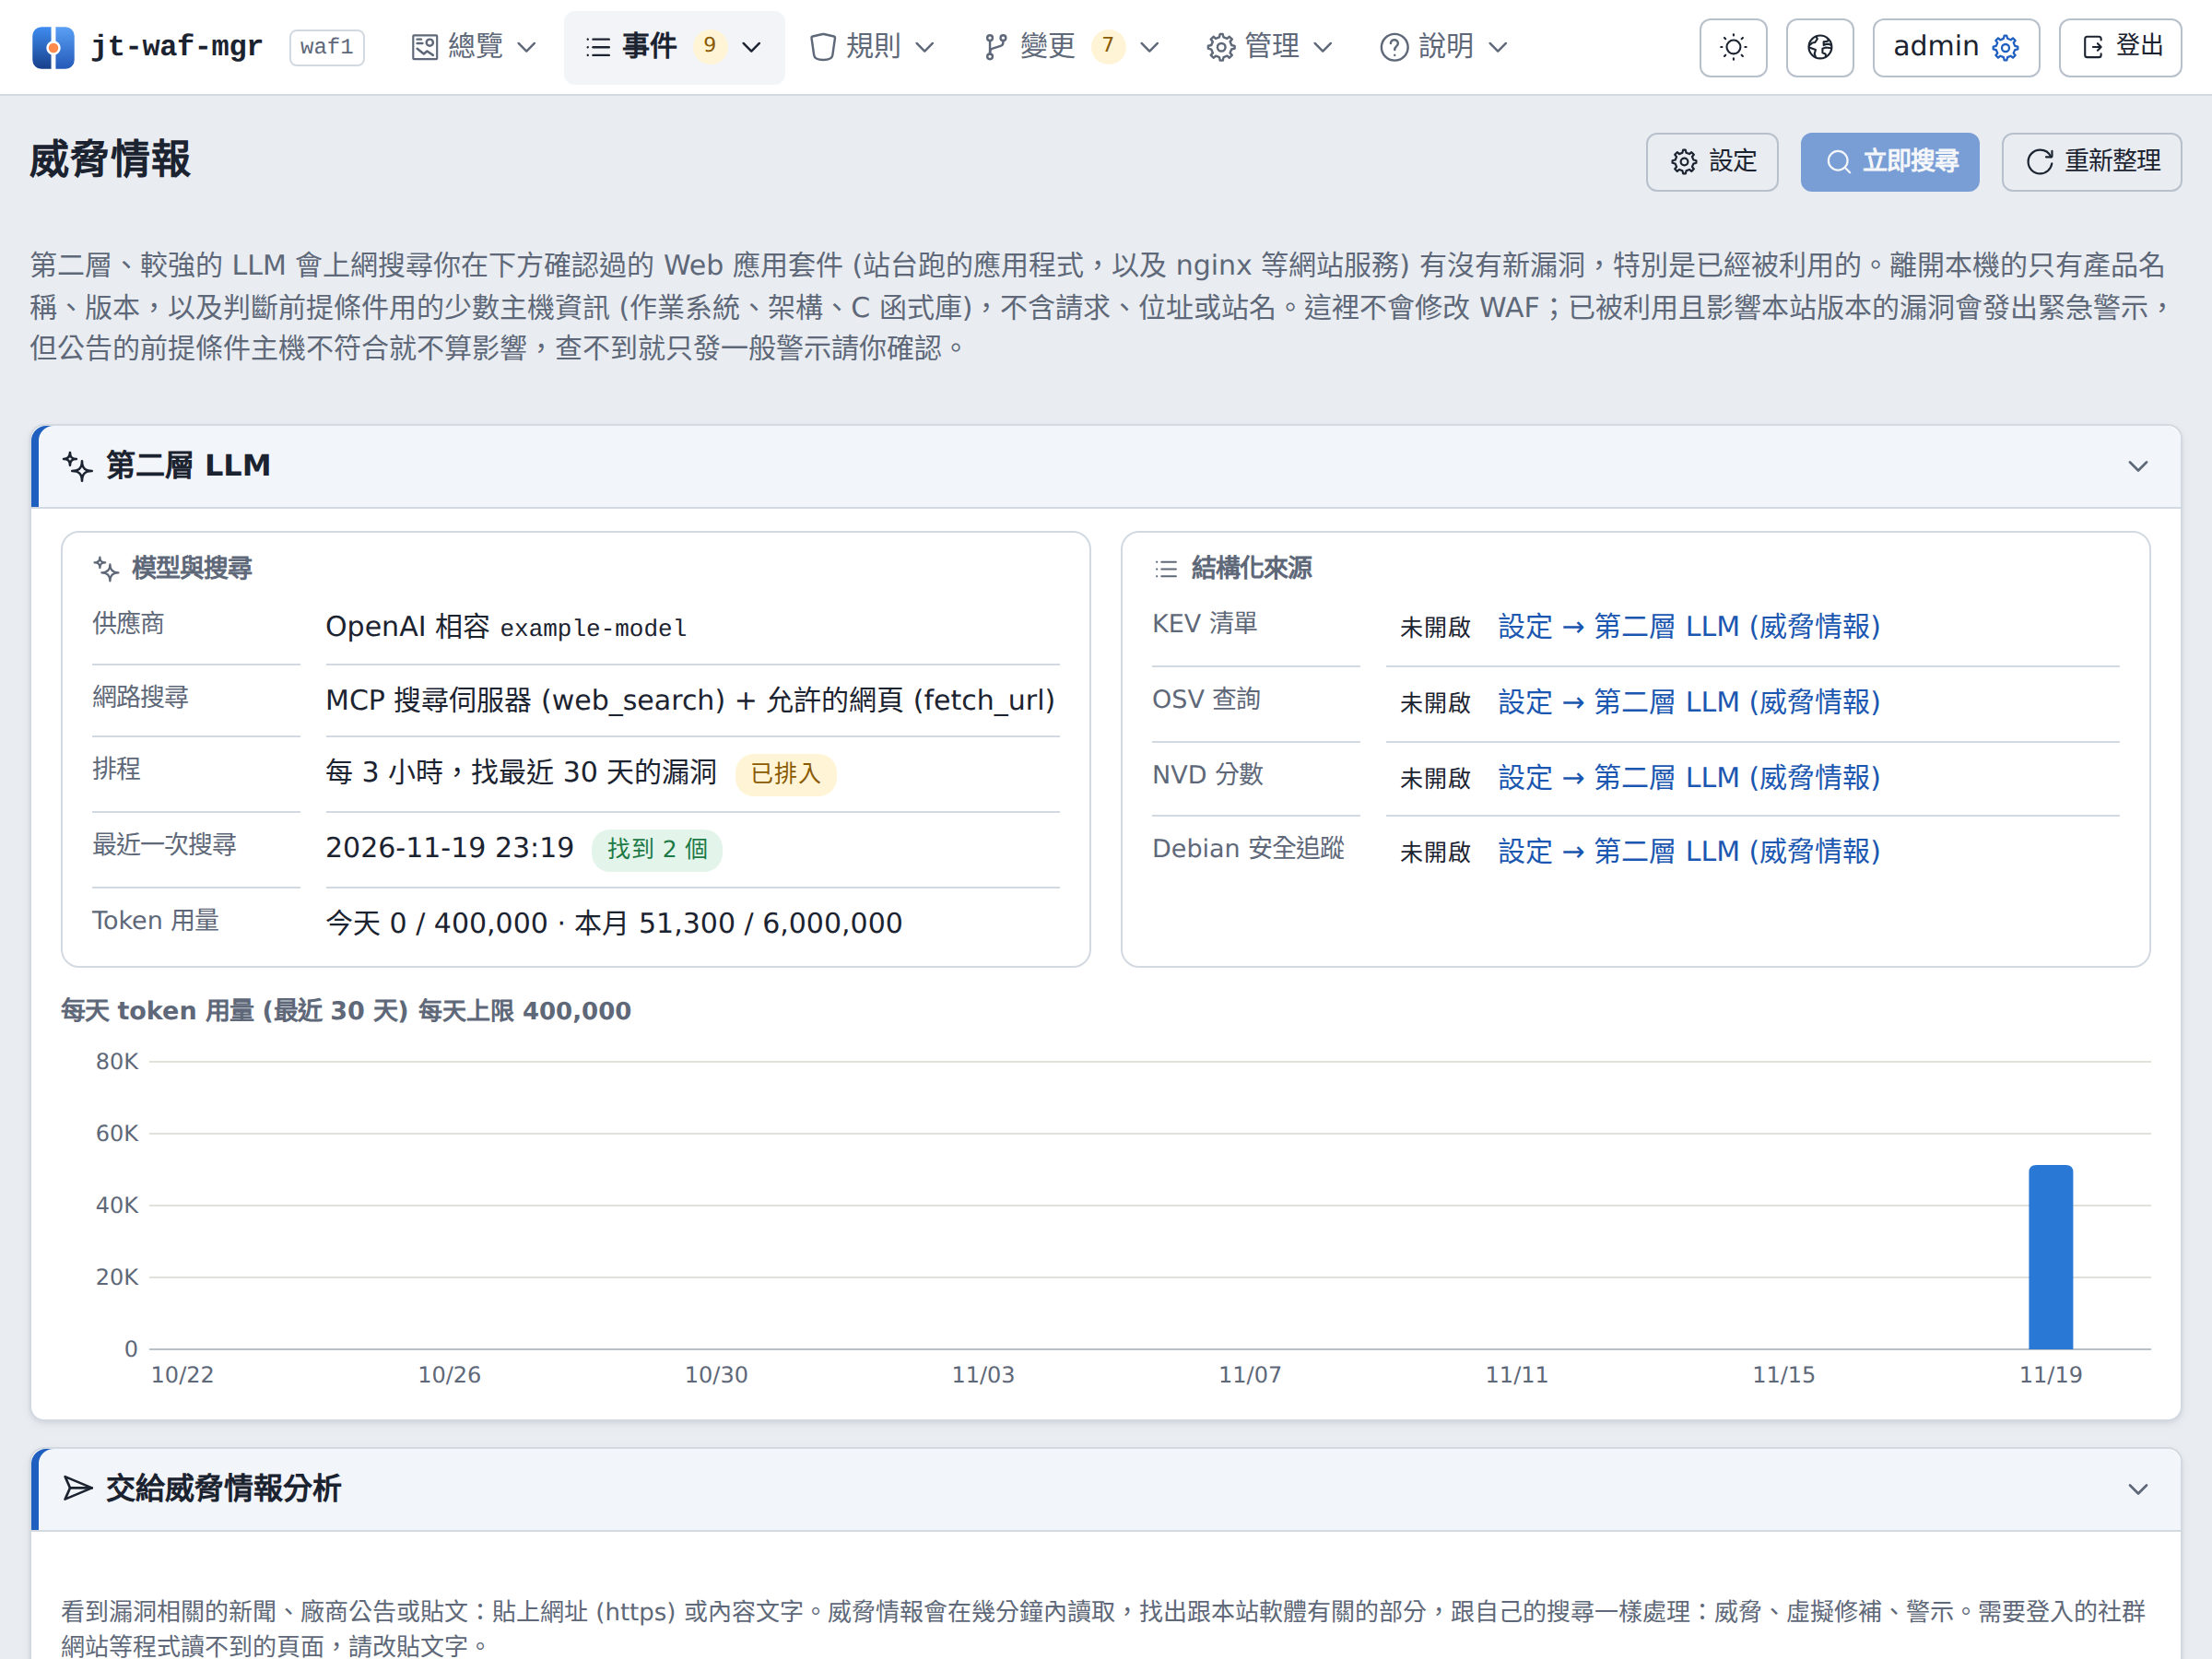 jt-waf-mgr waf1 總覽 事件 9 規則 變更 7 管理 說明 admin 登出
威脅情報 設定 立即搜尋 重新整理
第二層、較強的 LLM 會上網搜尋你在下方確認過的 Web 應用套件 (站台跑的應用程式，以及 nginx 等網站服務) 有沒有新漏洞，特別是已經被利用的。離開本機的只有產品名
稱、版本，以及判斷前提條件用的少數主機資訊 (作業系統、架構、C 函式庫)，不含請求、位址或站名。這裡不會修改 WAF；已被利用且影響本站版本的漏洞會發出緊急警示，
但公告的前提條件主機不符合就不算影響，查不到就只發一般警示請你確認。
第二層 LLM
模型與搜尋
供應商 OpenAI 相容 example-model
網路搜尋 MCP 搜尋伺服器 (web_search) + 允許的網頁 (fetch_url)
排程 每 3 小時，找最近 30 天的漏洞 已排入
最近一次搜尋 2026-11-19 23:19 找到 2 個
Token 用量 今天 0 / 400,000 · 本月 51,300 / 6,000,000
結構化來源
KEV 清單 未開啟 設定 → 第二層 LLM (威脅情報)
OSV 查詢 未開啟 設定 → 第二層 LLM (威脅情報)
NVD 分數 未開啟 設定 → 第二層 LLM (威脅情報)
Debian 安全追蹤 未開啟 設定 → 第二層 LLM (威脅情報)
每天 token 用量 (最近 30 天) 每天上限 400,000
80K
60K
40K
20K
0
10/22 10/26 10/30 11/03 11/07 11/11 11/15 11/19
交給威脅情報分析
看到漏洞相關的新聞、廠商公告或貼文：貼上網址 (https) 或內容文字。威脅情報會在幾分鐘內讀取，找出跟本站軟體有關的部分，跟自己的搜尋一樣處理：威脅、虛擬修補、警示。需要登入的社群
網站等程式讀不到的頁面，請改貼文字。